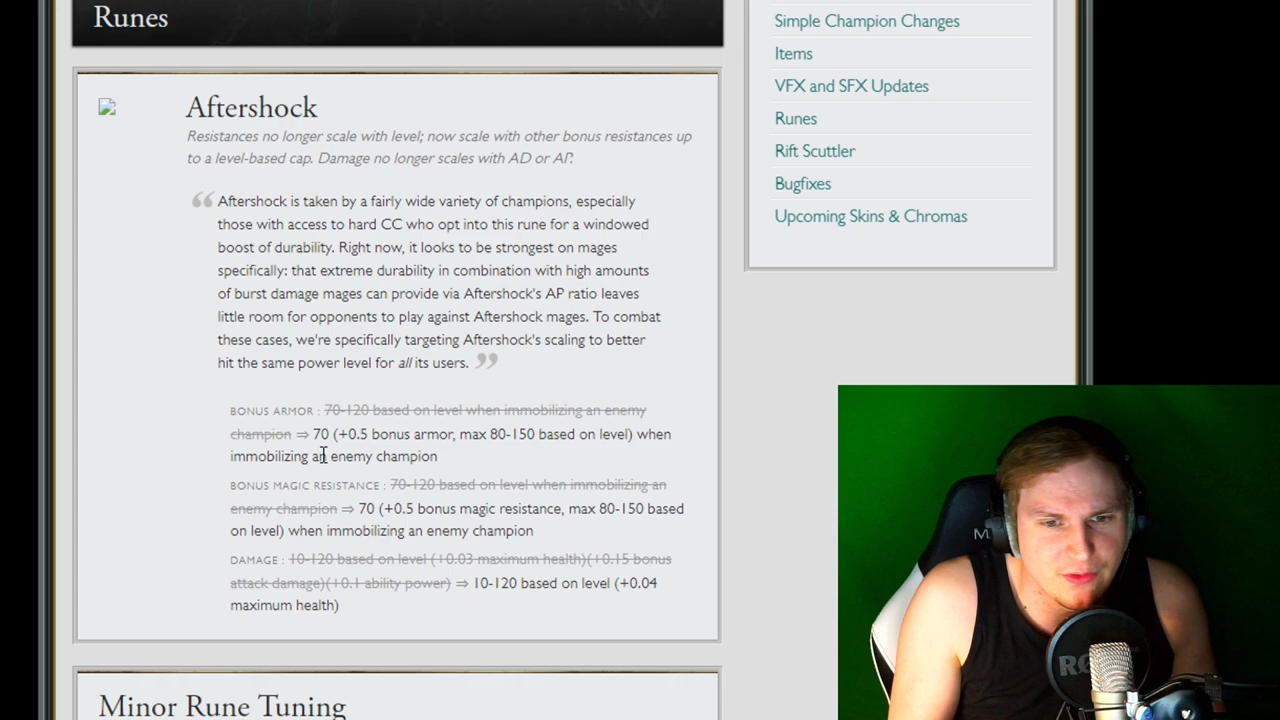 Runes
Aftershock
Resistances no longer scale with level; now scale with other bonus resistances up
to a level-based cap. Damage no longer scales with AD or AP.
“ Aftershock is taken by a fairly wide variety of champions, especially
those with access to hard CC who opt into this rune for a windowed
boost of durability. Right now, it looks to be strongest on mages
specifically: that extreme durability in combination with high amounts
of burst damage mages can provide via Aftershock's AP ratio leaves
little room for opponents to play against Aftershock mages. To combat
these cases, we're specifically targeting Aftershock's scaling to better
hit the same power level for all its users. ”
BONUS ARMOR : 70-120 based on level when immobilizing an enemy
champion ⇒ 70 (+0.5 bonus armor, max 80-150 based on level) when
immobilizing an enemy champion
BONUS MAGIC RESISTANCE : 70-120 based on level when immobilizing an
enemy champion ⇒ 70 (+0.5 bonus magic resistance, max 80-150 based
on level) when immobilizing an enemy champion
DAMAGE : 10-120 based on level (+0.03 maximum health)(+0.15 bonus
attack damage)(+0.1 ability power) ⇒ 10-120 based on level (+0.04
maximum health)
Minor Rune Tuning
Simple Champion Changes
Items
VFX and SFX Updates
Runes
Rift Scuttler
Bugfixes
Upcoming Skins & Chromas